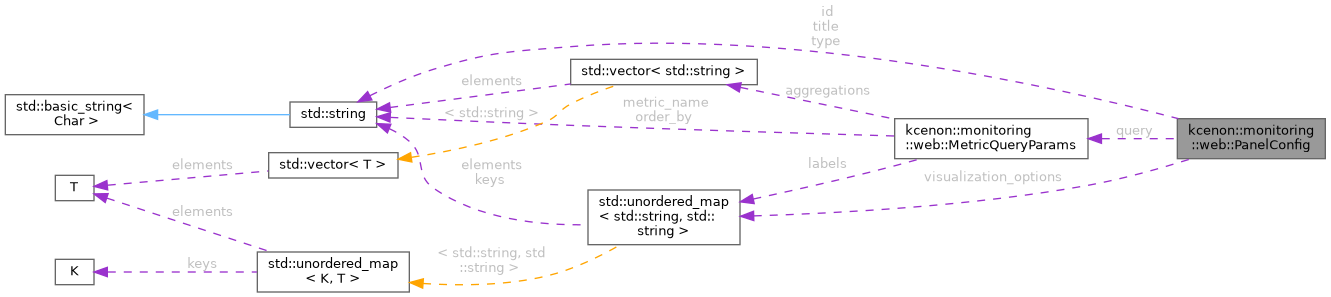 id
title
type
std::vector< std::string >
elements
aggregations
std::basic_string<
Char >
std::string
< std::string >
metric_name
order_by
kcenon::monitoring
::web::MetricQueryParams
query
kcenon::monitoring
::web::PanelConfig
std::vector< T >
elements
elements
keys
labels
visualization_options
T
elements
std::unordered_map
< std::string, std::
string >
K
keys
std::unordered_map
< K, T >
< std::string, std
::string >